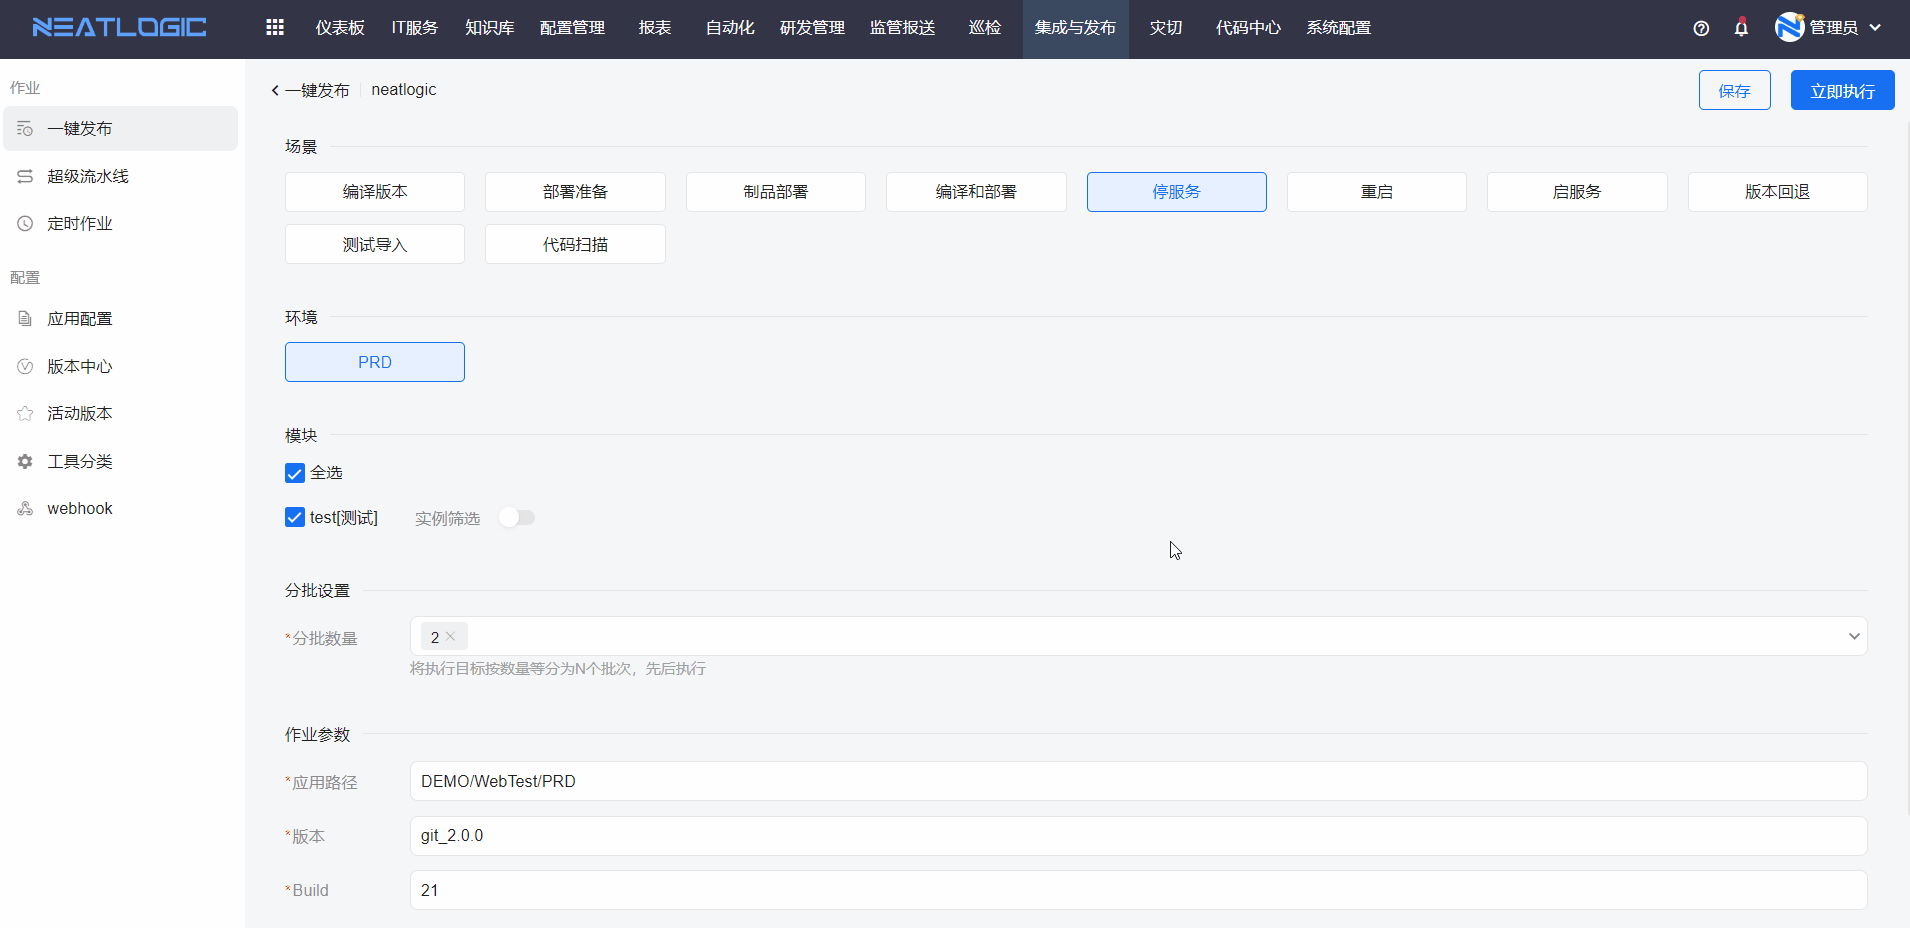 NEATLOGIC
仪表板 IT服务 知识库 配置管理 报表 自动化 研发管理 监管报送 巡检 集成与发布 灾切 代码中心 系统配置 管理员
作业
一键发布
超级流水线
定时作业
配置
应用配置
版本中心
活动版本
工具分类
webhook
一键发布 neatlogic 保存 立即执行
场景
编译版本 部署准备 制品部署 编译和部署 停服务 重启 启服务 版本回退
测试导入 代码扫描
环境
PRD
模块
全选
test[测试] 实例筛选
分批设置
*分批数量 2
将执行目标按数量等分为N个批次，先后执行
作业参数
*应用路径 DEMO/WebTest/PRD
*版本 git_2.0.0
*Build 21